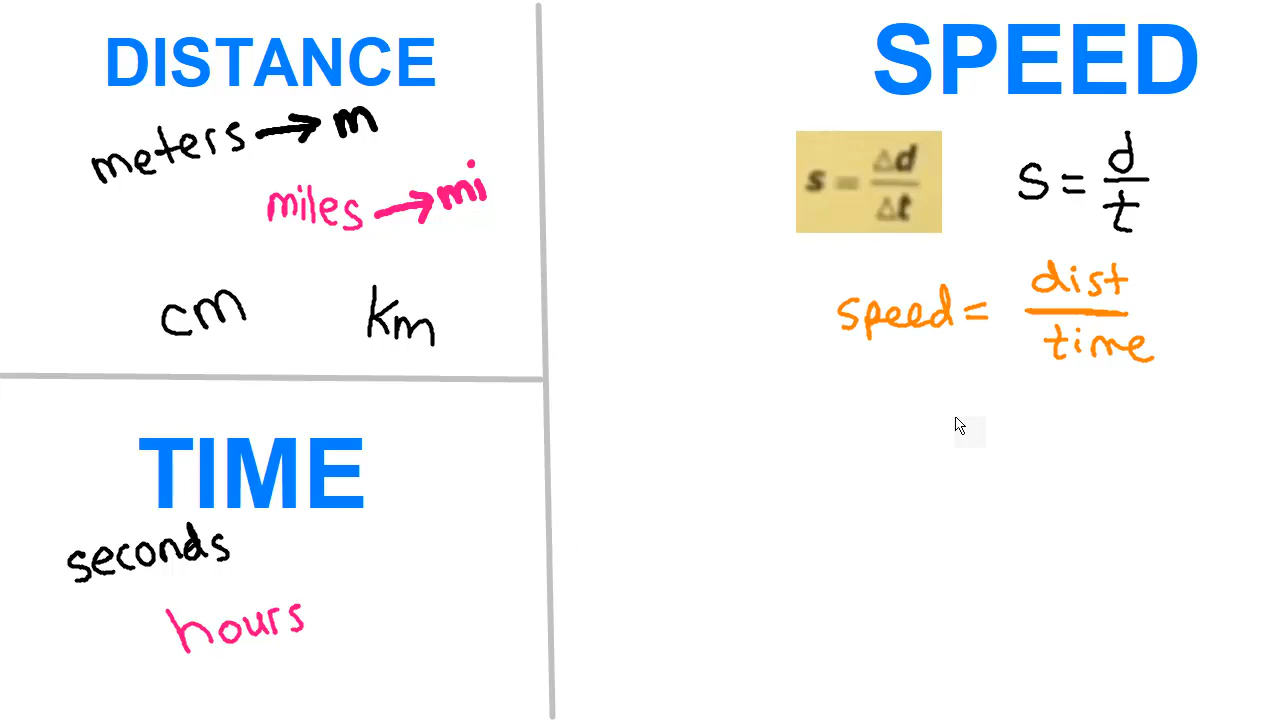 DISTANCE
meters → m
miles → mi
cm km
TIME
seconds
hours
SPEED
s = Δd / Δt
s = d / t
speed = dist / time